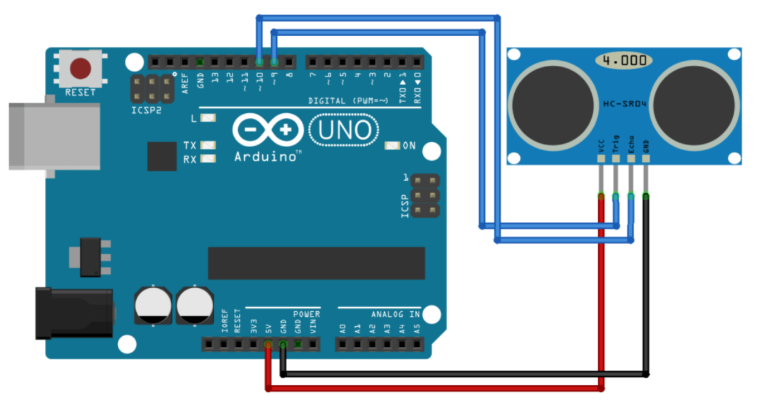 4.000
HC-SR04
VCC
Trig
Echo
GND
RESET
ICSP2
AREF
GND
13
12
~11
~10
~9
8
7
~6
~5
4
~3
2
TXD▶1
RXD◀0
DIGITAL (PWM=~)
L
TX
RX
UNO
Arduino™
ON
1
ICSP
POWER
ANALOG IN
IOREF
RESET
3V3
5V
GND
GND
VIN
A0
A1
A2
A3
A4
A5